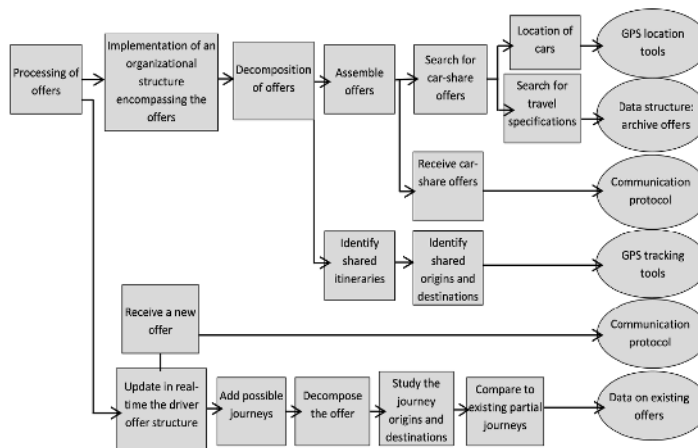 Processing of
offers
Implementation of an
organizational
structure
encompassing the
offers
Decomposition
of offers
Assemble
offers
Search for
car-share
offers
Location
of cars
GPS location
tools
Search for
travel
specifications
Data structure:
archive offers
Receive car-
share offers
Communication
protocol
Identify
shared
itineraries
Identify
shared
origins and
destinations
GPS tracking
tools
Receive a new
offer
Communication
protocol
Update in real-
time the driver
offer structure
Add possible
journeys
Decompose
the offer
Study the
journey
origins and
destinations
Compare to
existing partial
journeys
Data on existing
offers